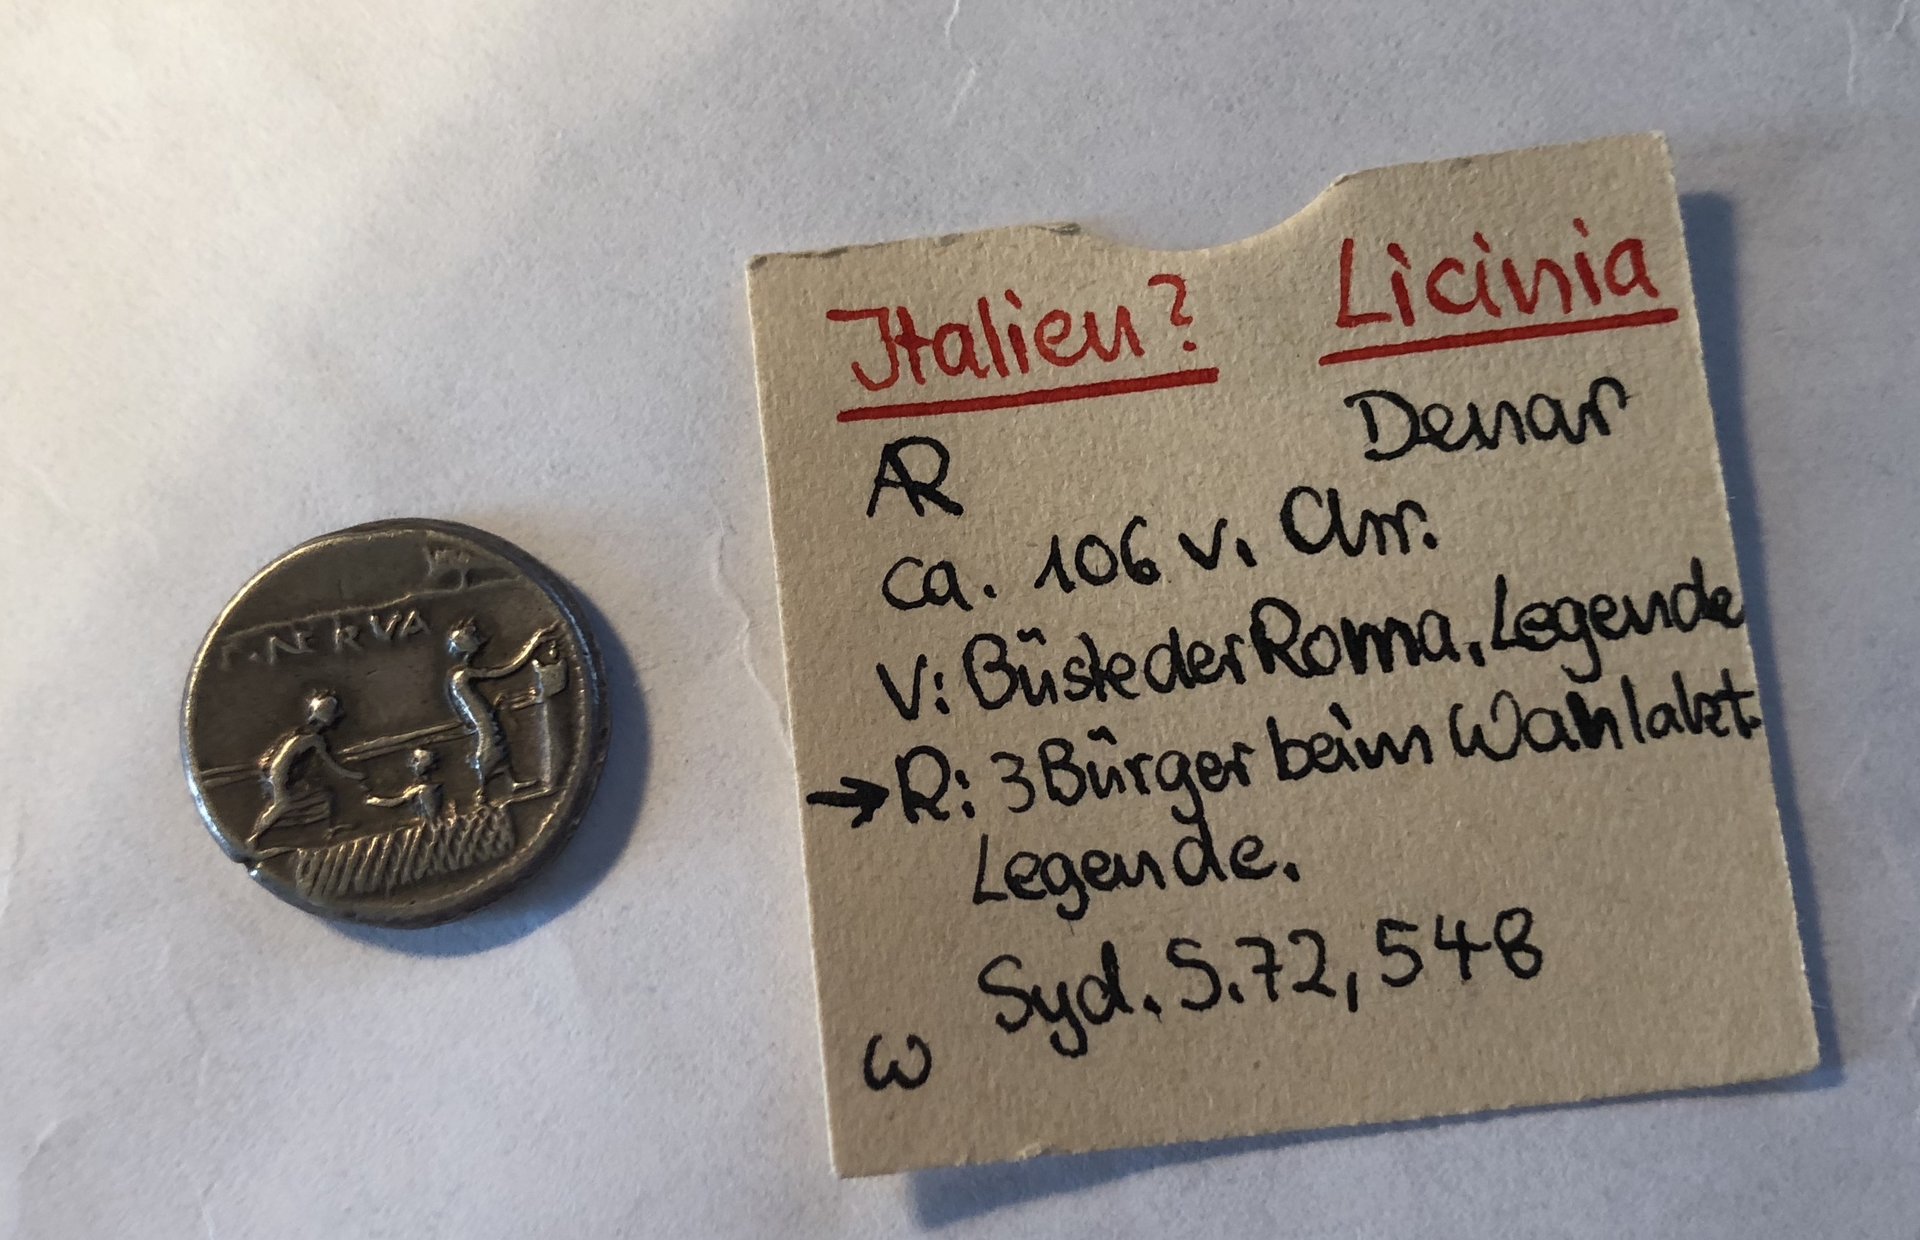 P·NERVA
Italien? Licinia
AR Denar
ca. 106 v. Chr.
V: Büste der Roma, Legende
→ R: 3 Bürger beim Wahlakt
Legende.
Syd. S. 72, 548
ω